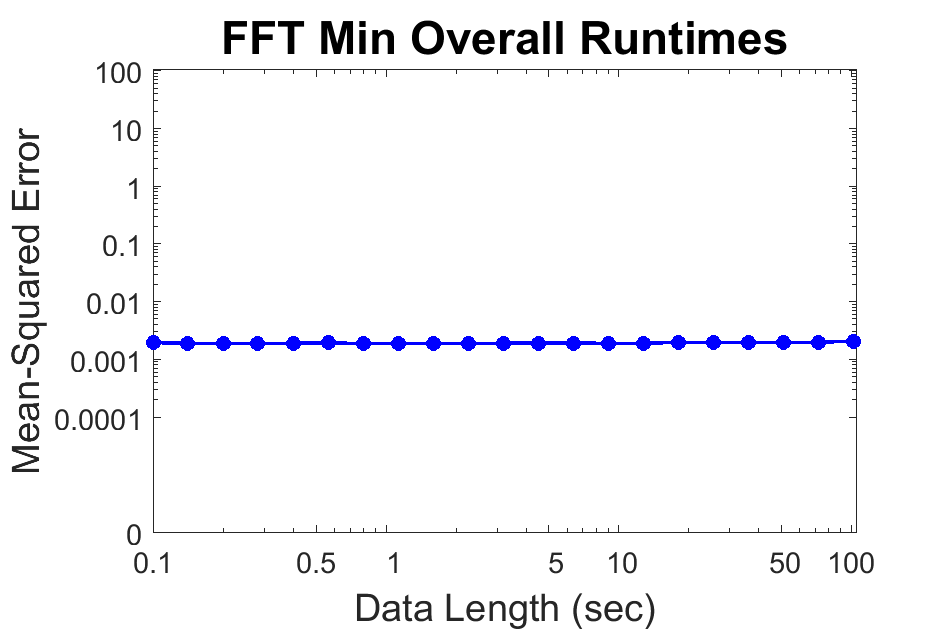 FFT Min Overall Runtimes
Mean-Squared Error
100
10
1
0.1
0.01
0.001
0.0001
0
0.1 0.5 1 5 10 50 100
Data Length (sec)